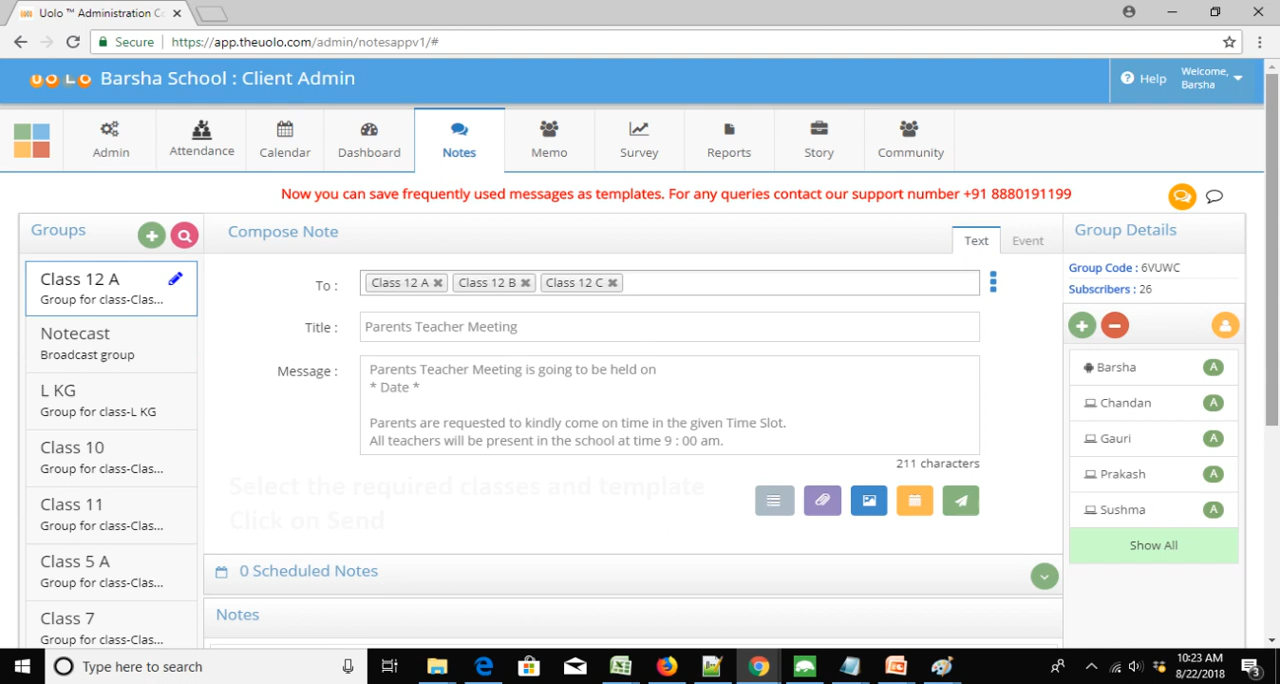 Uolo ™ Administration Co
Secure
https://app.theuolo.com/admin/notesappv1/#
UOLO Barsha School : Client Admin
Help
Welcome,
Barsha
Admin
Attendance
Calendar
Dashboard
Notes
Memo
Survey
Reports
Story
Community
Now you can save frequently used messages as templates. For any queries contact our support number +91 8880191199
Groups
Class 12 A
Group for class-Clas...
Notecast
Broadcast group
L KG
Group for class-L KG
Class 10
Group for class-Clas...
Class 11
Group for class-Clas...
Class 5 A
Group for class-Clas...
Class 7
Group for class-Clas...
Compose Note
Text
Event
To :
Class 12 A
Class 12 B
Class 12 C
Title :
Parents Teacher Meeting
Message :
Parents Teacher Meeting is going to be held on
* Date *
Parents are requested to kindly come on time in the given Time Slot.
All teachers will be present in the school at time 9 : 00 am.
211 characters
Select the required classes and template
Click on Send
0 Scheduled Notes
Notes
Group Details
Group Code : 6VUWC
Subscribers : 26
Barsha A
Chandan A
Gauri A
Prakash A
Sushma A
Show All
Type here to search
10:23 AM
8/22/2018
3